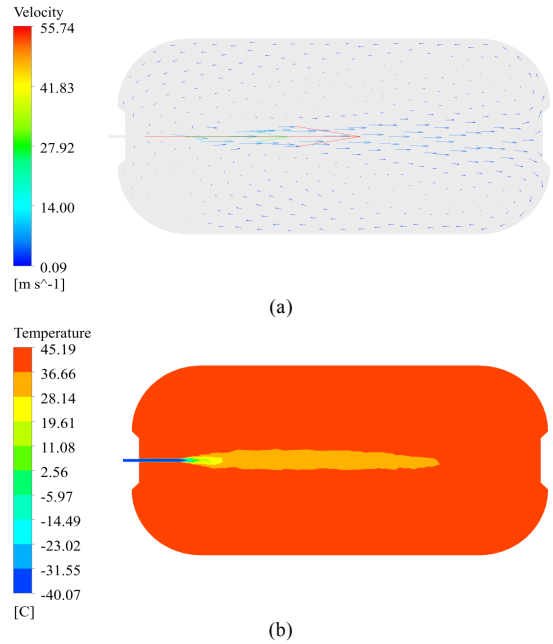 Velocity
55.74
41.83
27.92
14.00
0.09
[m s^-1]
(a)
Temperature
45.19
36.66
28.14
19.61
11.08
2.56
-5.97
-14.49
-23.02
-31.55
-40.07
[C]
(b)